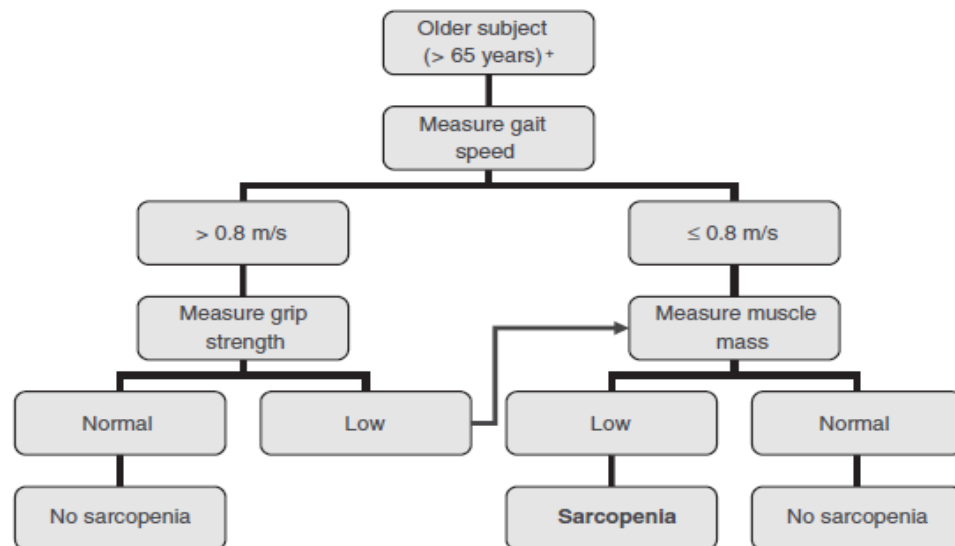 Older subject
(> 65 years)⁺
Measure gait
speed
> 0.8 m/s
≤ 0.8 m/s
Measure grip
strength
Measure muscle
mass
Normal
Low
Low
Normal
No sarcopenia
Sarcopenia
No sarcopenia